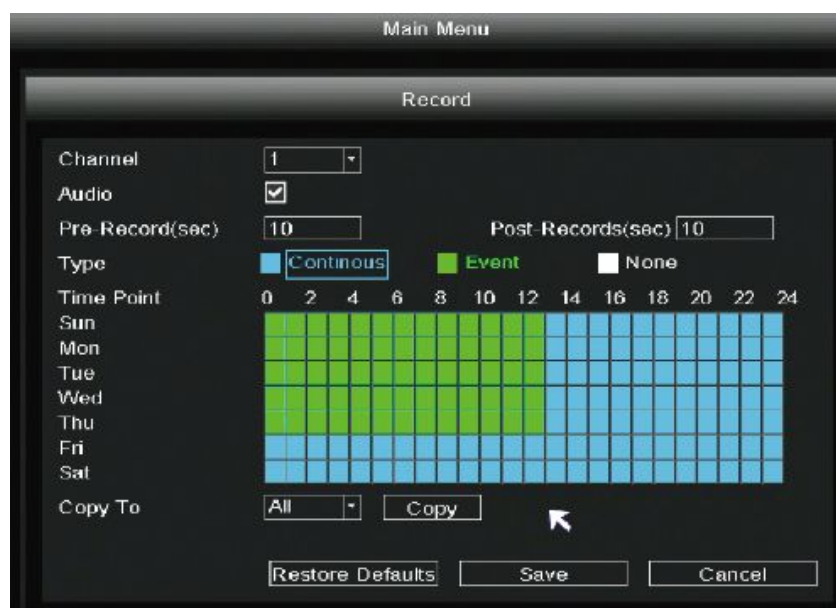 Main Menu
Record
Channel 1
Audio
Pre-Record(sec) 10 Post-Records(sec) 10
Type Continous Event None
Time Point 0 2 4 6 8 10 12 14 16 18 20 22 24
Sun
Mon
Tue
Wed
Thu
Fri
Sat
Copy To All Copy
Restore Defaults Save Cancel